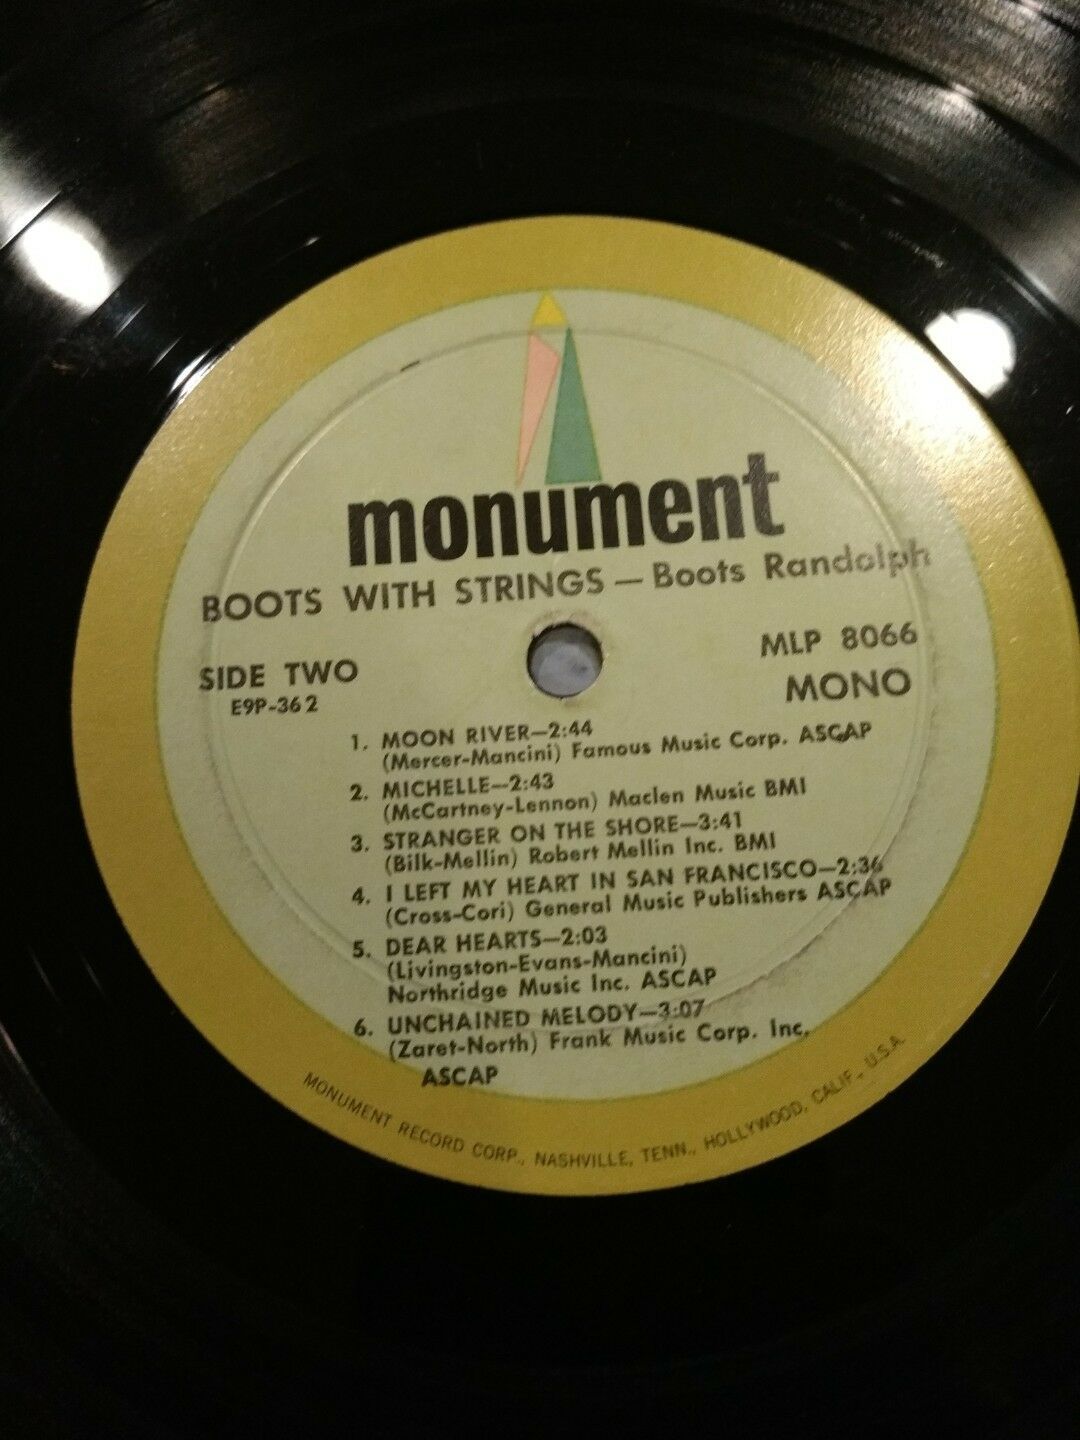 monument
BOOTS WITH STRINGS — Boots Randolph
SIDE TWO
E9P-362
MLP 8066
MONO
1. MOON RIVER—2:44
(Mercer-Mancini) Famous Music Corp. ASCAP
2. MICHELLE—2:43
(McCartney-Lennon) Maclen Music BMI
3. STRANGER ON THE SHORE—3:41
(Bilk-Mellin) Robert Mellin Inc. BMI
4. I LEFT MY HEART IN SAN FRANCISCO—2:36
(Cross-Cori) General Music Publishers ASCAP
5. DEAR HEARTS—2:03
(Livingston-Evans-Mancini)
Northridge Music Inc. ASCAP
6. UNCHAINED MELODY—3:07
(Zaret-North) Frank Music Corp. Inc.
ASCAP
MONUMENT RECORD CORP., NASHVILLE, TENN., HOLLYWOOD, CALIF., U.S.A.